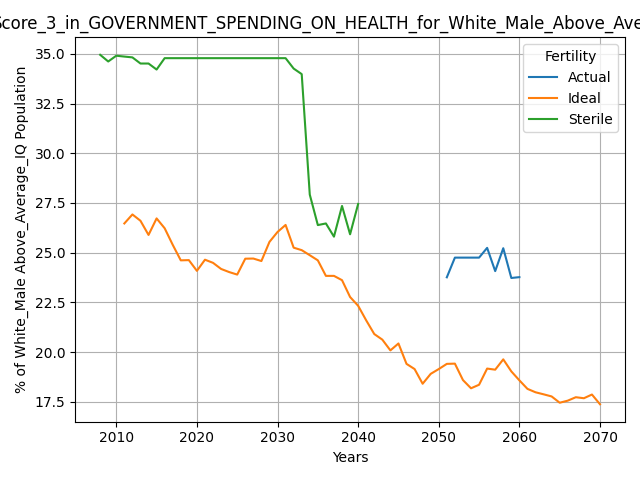 Score_3_in_GOVERNMENT_SPENDING_ON_HEALTH_for_White_Male_Above_Ave
Fertility
Actual
Ideal
Sterile
% of White_Male Above_Average_IQ Population
35.0
32.5
30.0
27.5
25.0
22.5
20.0
17.5
2010 2020 2030 2040 2050 2060 2070
Years